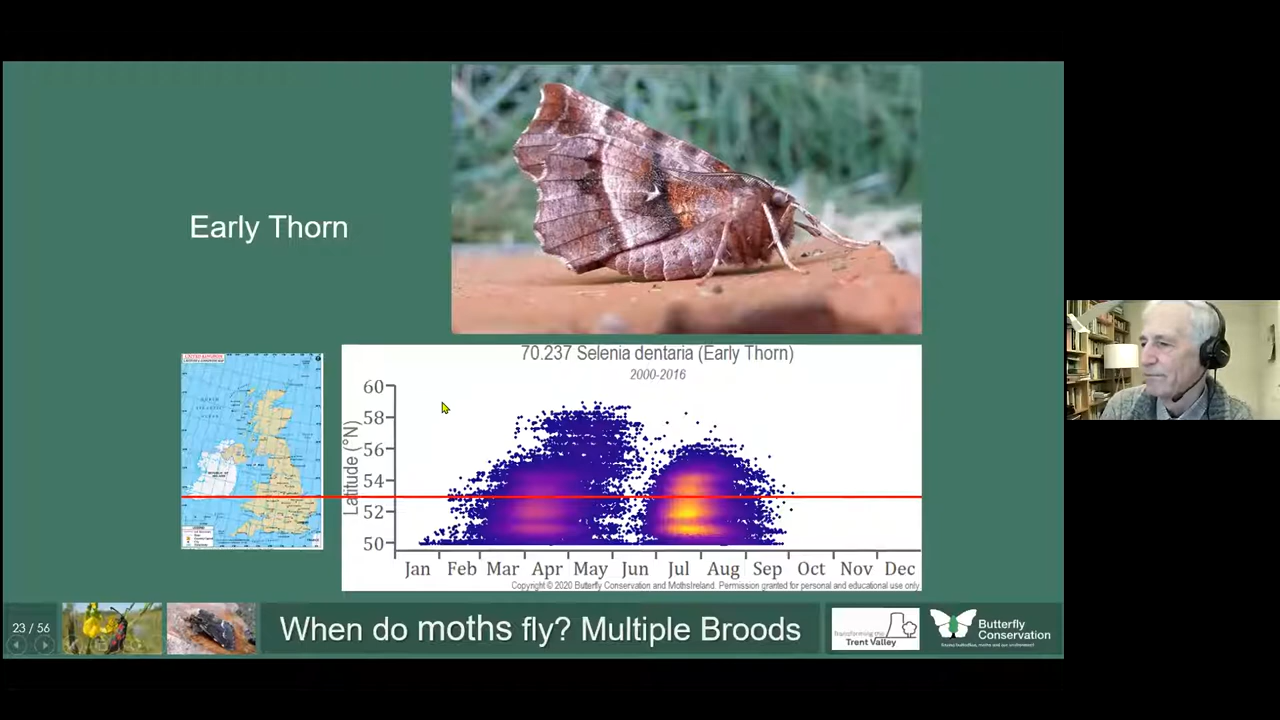 Early Thorn
70.237 Selenia dentaria (Early Thorn)
2000-2016
60
58
56
54
52
50
Latitude (°N)
Jan Feb Mar Apr May Jun Jul Aug Sep Oct Nov Dec
Copyright © 2020 Butterfly Conservation and MothsIreland. Permission granted for personal and educational use only
23 / 56
When do moths fly? Multiple Broods
Transforming the
Trent Valley
Butterfly
Conservation